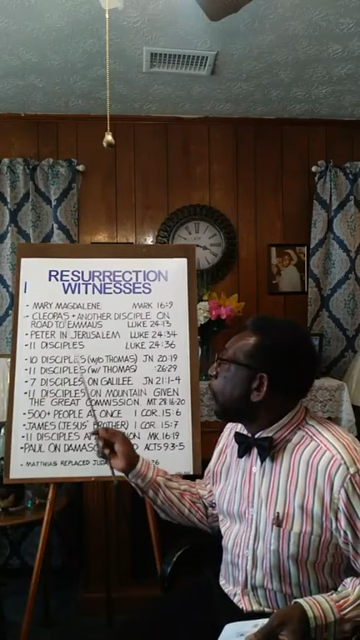 RESURRECTION
WITNESSES
- MARY MAGDALENE MARK 16:9
- CLEOPAS + ANOTHER DISCIPLE ON
ROAD TO EMMAUS LUKE 24:13
- PETER IN JERUSALEM LUKE 24:34
- 11 DISCIPLES LUKE 24:36
- 10 DISCIPLES (W/O THOMAS) JN 20:19
- 11 DISCIPLES (W/ THOMAS) :26-29
- 7 DISCIPLES ON GALILEE JN 21:1-4
- 11 DISCIPLES ON MOUNTAIN GIVEN
THE GREAT COMMISSION MT 28:16-20
- 500+ PEOPLE AT ONCE 1 COR. 15:6
- JAMES (JESUS' BROTHER) 1 COR. 15:7
- 11 DISCIPLES MK. 16:19
- PAUL ON ACTS 9:3-5
- MATTHIAS REPLACED